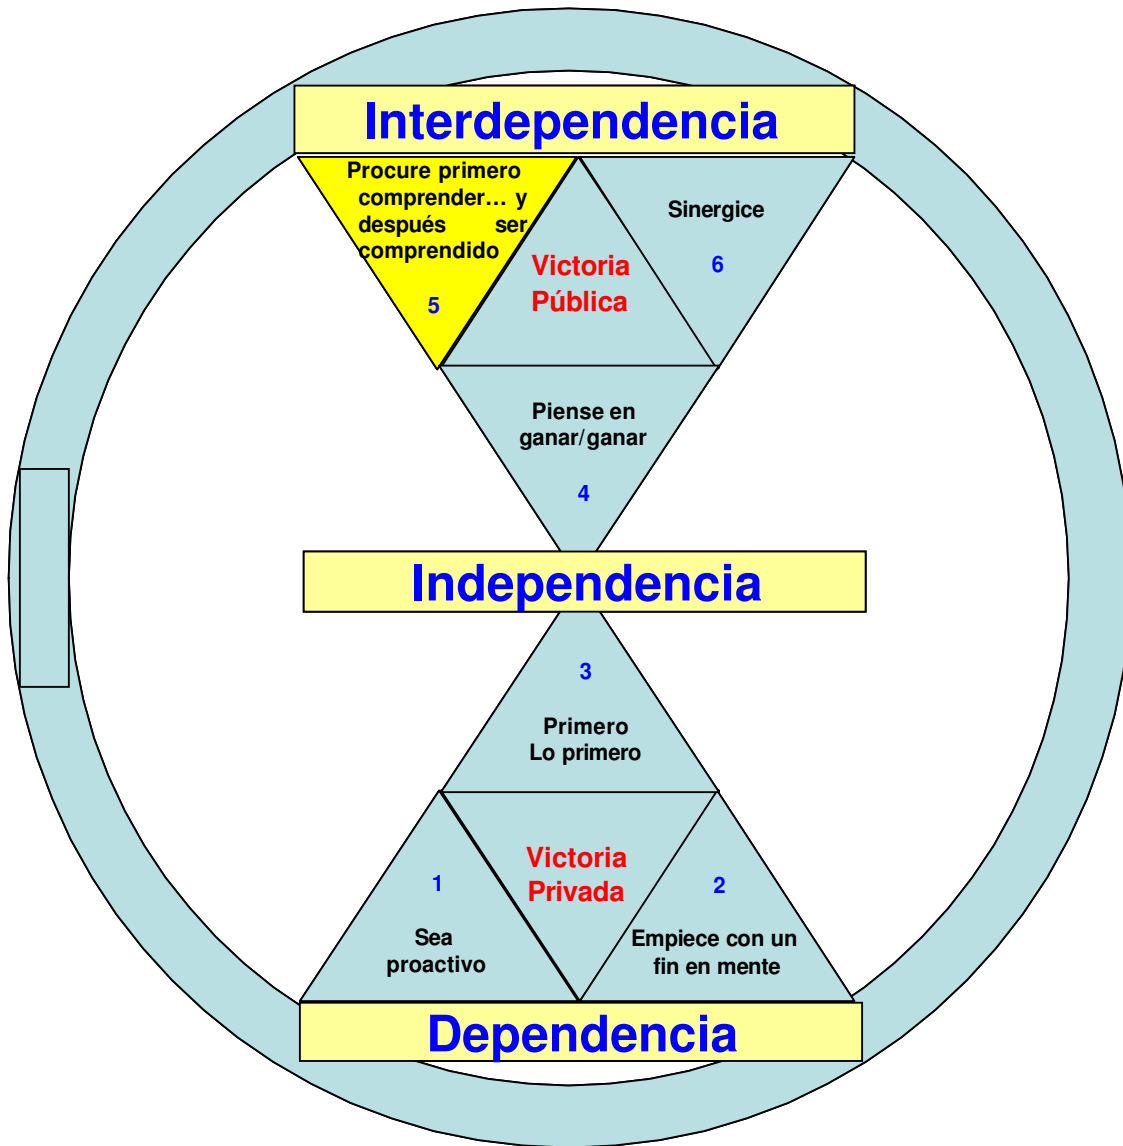 Interdependencia
Procure primero
comprender... y
después ser
comprendido
5
Victoria
Pública
Sinergice
6
Piense en
ganar/ganar
4
Independencia
3
Primero
Lo primero
1
Sea
proactivo
Victoria
Privada
2
Empiece con un
fin en mente
Dependencia